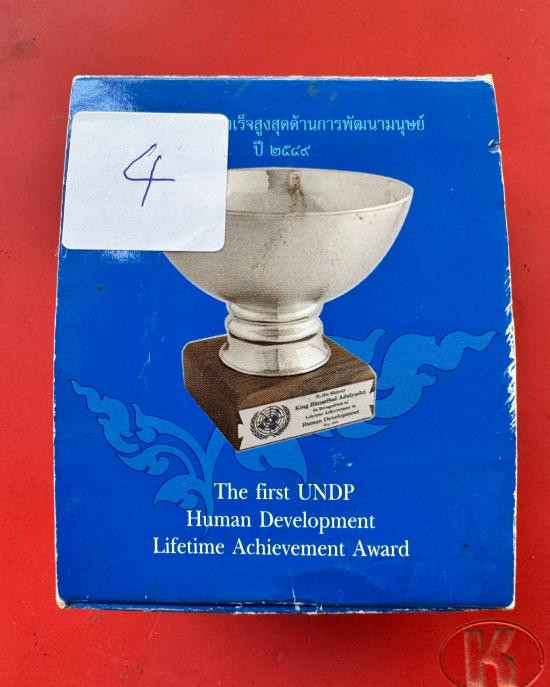 เร็จสูงสุดด้านการพัฒนามนุษย์
ปี ๒๕๔๙
4
To His Majesty
King Bhumibol Adulyadej
In Recognition of
Lifetime Achievement in
Human Development
The first UNDP
Human Development
Lifetime Achievement Award
K